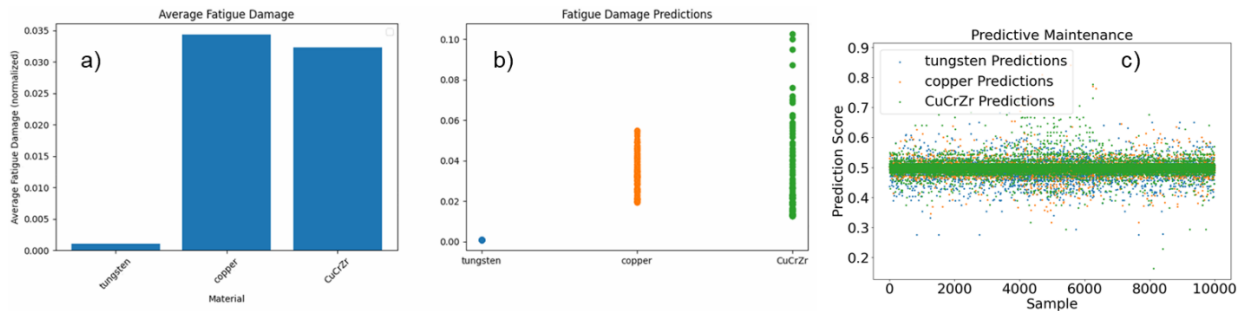 Average Fatigue Damage
a)
Average Fatigue Damage (normalized)
0.035
0.030
0.025
0.020
0.015
0.010
0.005
0.000
tungsten
copper
CuCrZr
Material
Fatigue Damage Predictions
b)
0.10
0.08
0.06
0.04
0.02
0.00
tungsten
copper
CuCrZr
Predictive Maintenance
c)
tungsten Predictions
copper Predictions
CuCrZr Predictions
Prediction Score
0.9
0.8
0.7
0.6
0.5
0.4
0.3
0.2
0
2000
4000
6000
8000
10000
Sample